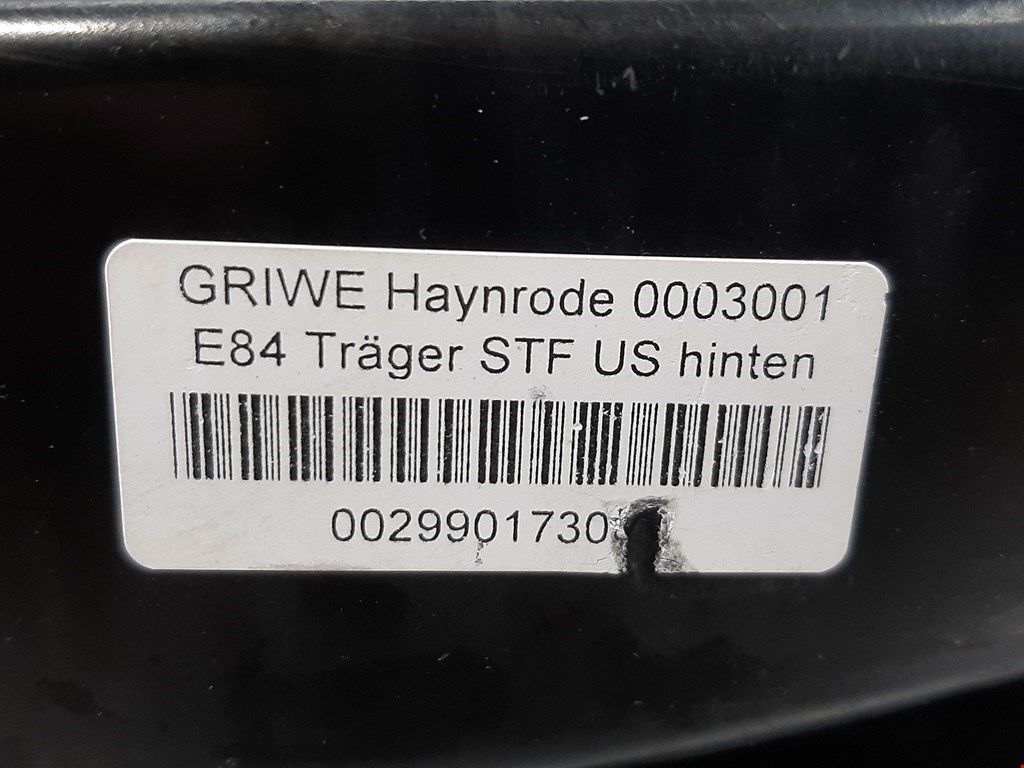 GRIWE Haynrode 0003001
E84 Träger STF US hinten
0029901730